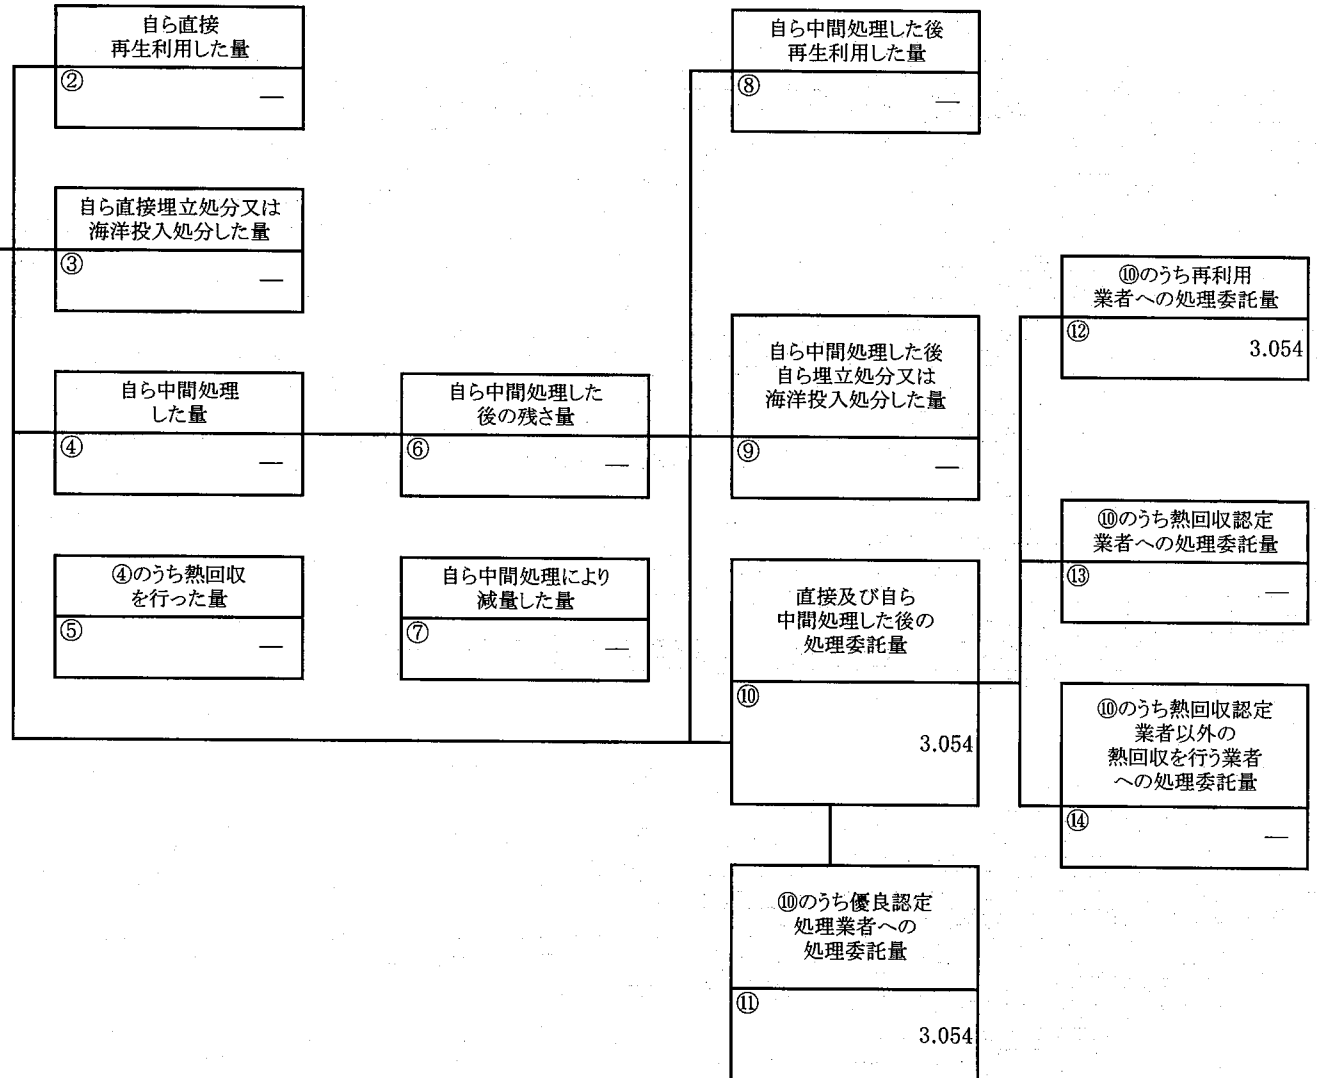 自ら直接
再生利用した量
②
—
自ら直接埋立処分又は
海洋投入処分した量
③
—
自ら中間処理
した量
④
—
④のうち熱回収
を行った量
⑤
—
自ら中間処理した
後の残さ量
⑥
—
自ら中間処理により
減量した量
⑦
—
自ら中間処理した後
再生利用した量
⑧
—
自ら中間処理した後
自ら埋立処分又は
海洋投入処分した量
⑨
—
直接及び自ら
中間処理した後の
処理委託量
⑩
3.054
⑩のうち優良認定
処理業者への
処理委託量
⑪
3.054
⑩のうち再利用
業者への処理委託量
⑫
3.054
⑩のうち熱回収認定
業者への処理委託量
⑬
—
⑩のうち熱回収認定
業者以外の
熱回収を行う業者
への処理委託量
⑭
—